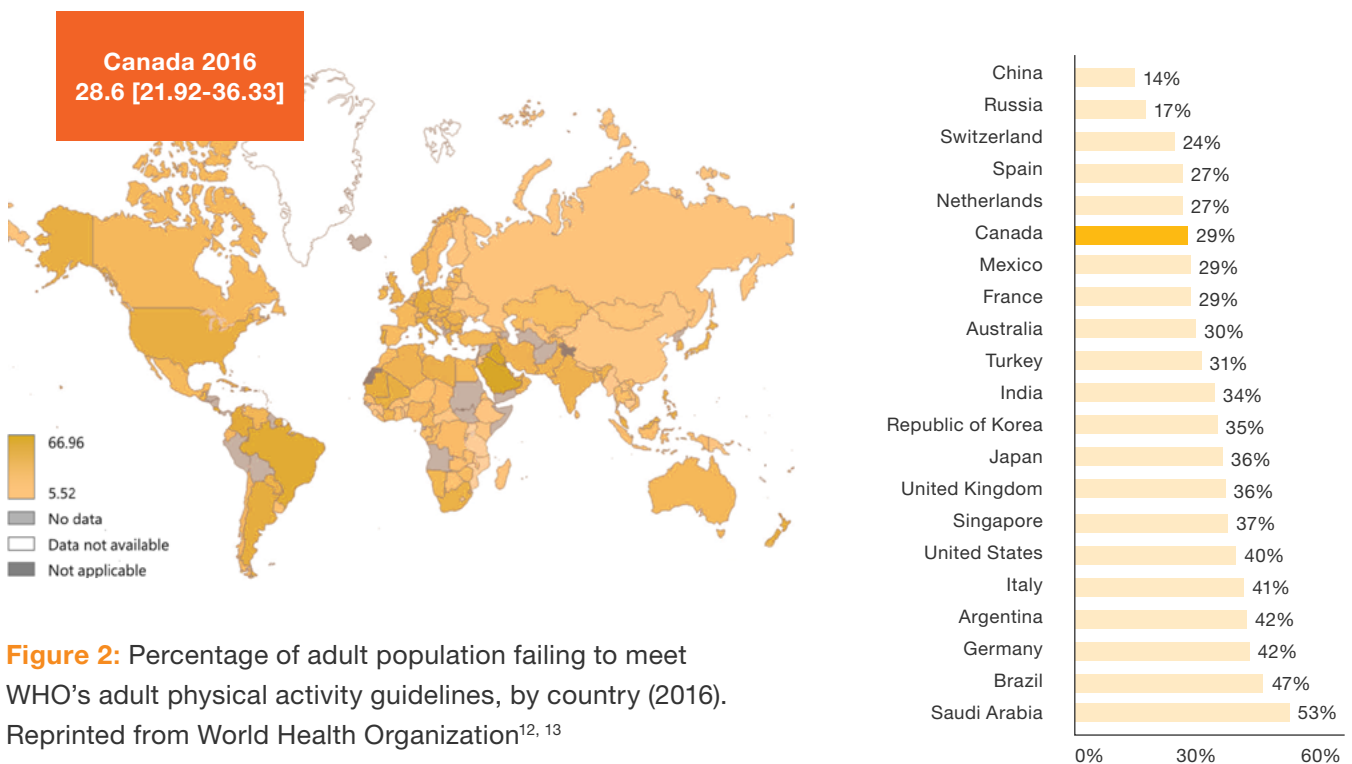 Canada 2016
28.6 [21.92-36.33]
66.96
5.52
No data
Data not available
Not applicable
Figure 2: Percentage of adult population failing to meet
WHO's adult physical activity guidelines, by country (2016).
Reprinted from World Health Organization12, 13
China 14%
Russia 17%
Switzerland 24%
Spain 27%
Netherlands 27%
Canada 29%
Mexico 29%
France 29%
Australia 30%
Turkey 31%
India 34%
Republic of Korea 35%
Japan 36%
United Kingdom 36%
Singapore 37%
United States 40%
Italy 41%
Argentina 42%
Germany 42%
Brazil 47%
Saudi Arabia 53%
0% 30% 60%